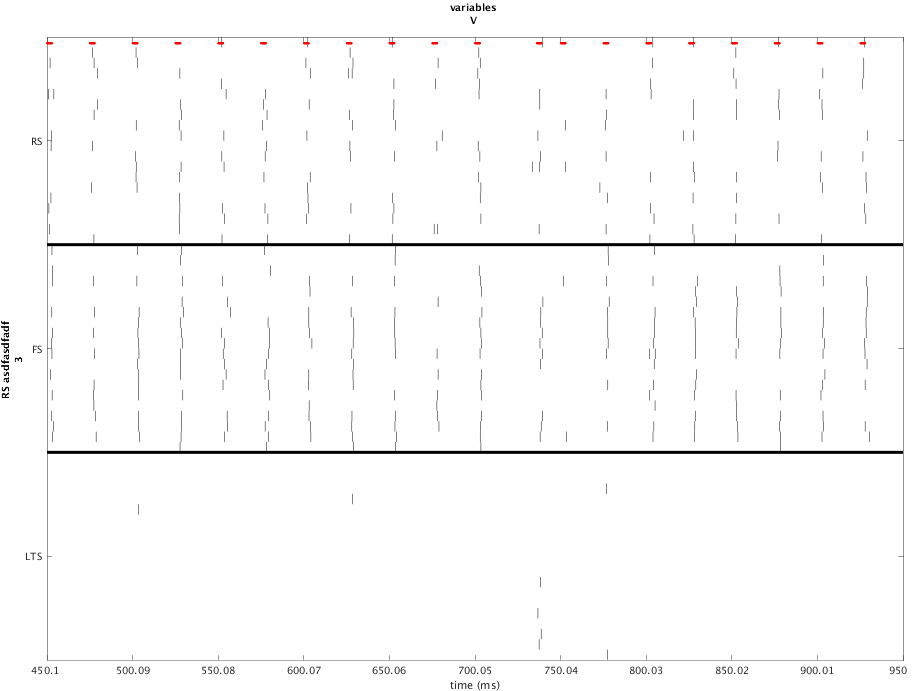 variables
V
RS
FS
LTS
RS asdfasdfadf
3
450.1 500.09 550.08 600.07 650.06 700.05 750.04 800.03 850.02 900.01 950
time (ms)